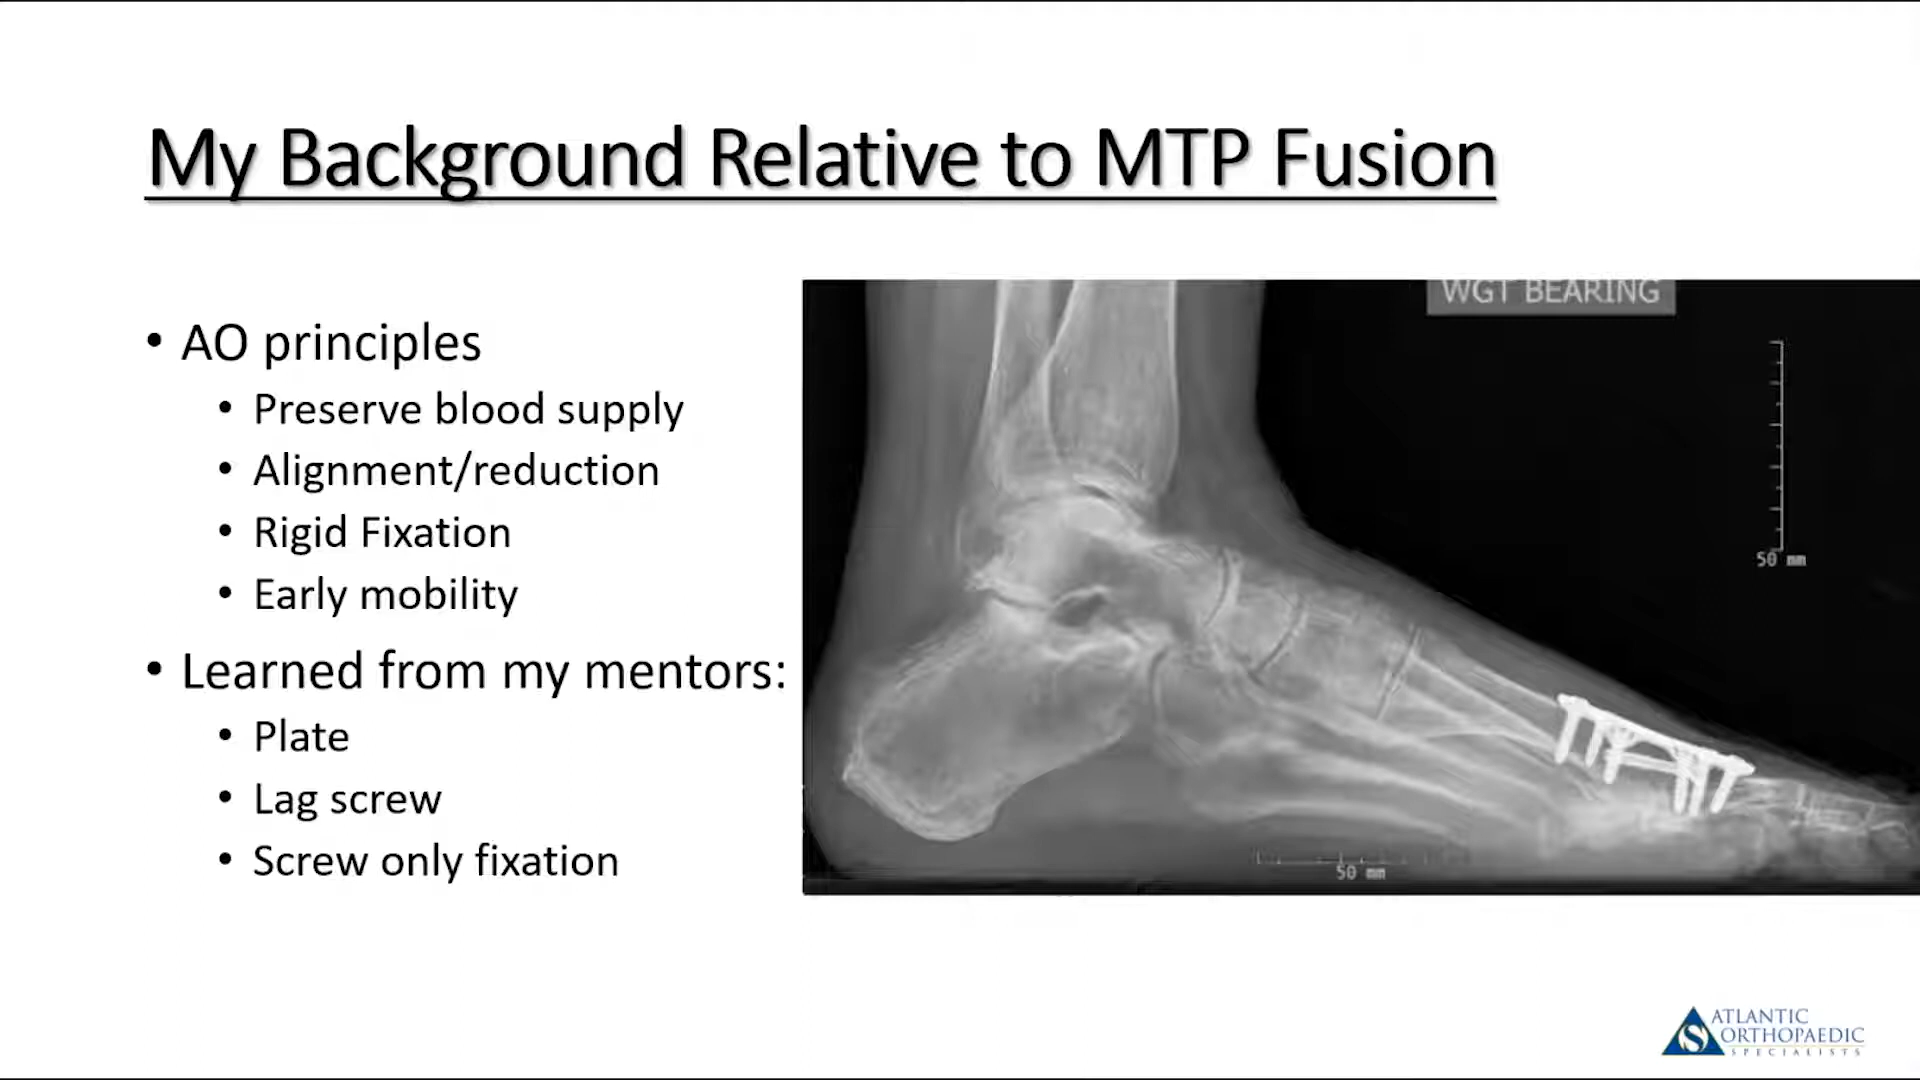 My Background Relative to MTP Fusion
• AO principles
• Preserve blood supply
• Alignment/reduction
• Rigid Fixation
• Early mobility
• Learned from my mentors:
• Plate
• Lag screw
• Screw only fixation
WGT BEARING
50 mm
50 mm
ATLANTIC
ORTHOPAEDIC
SPECIALISTS